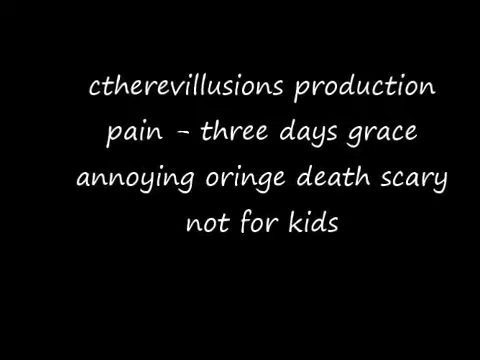 ctherevillusions production
pain - three days grace
annoying oringe death scary
not for kids